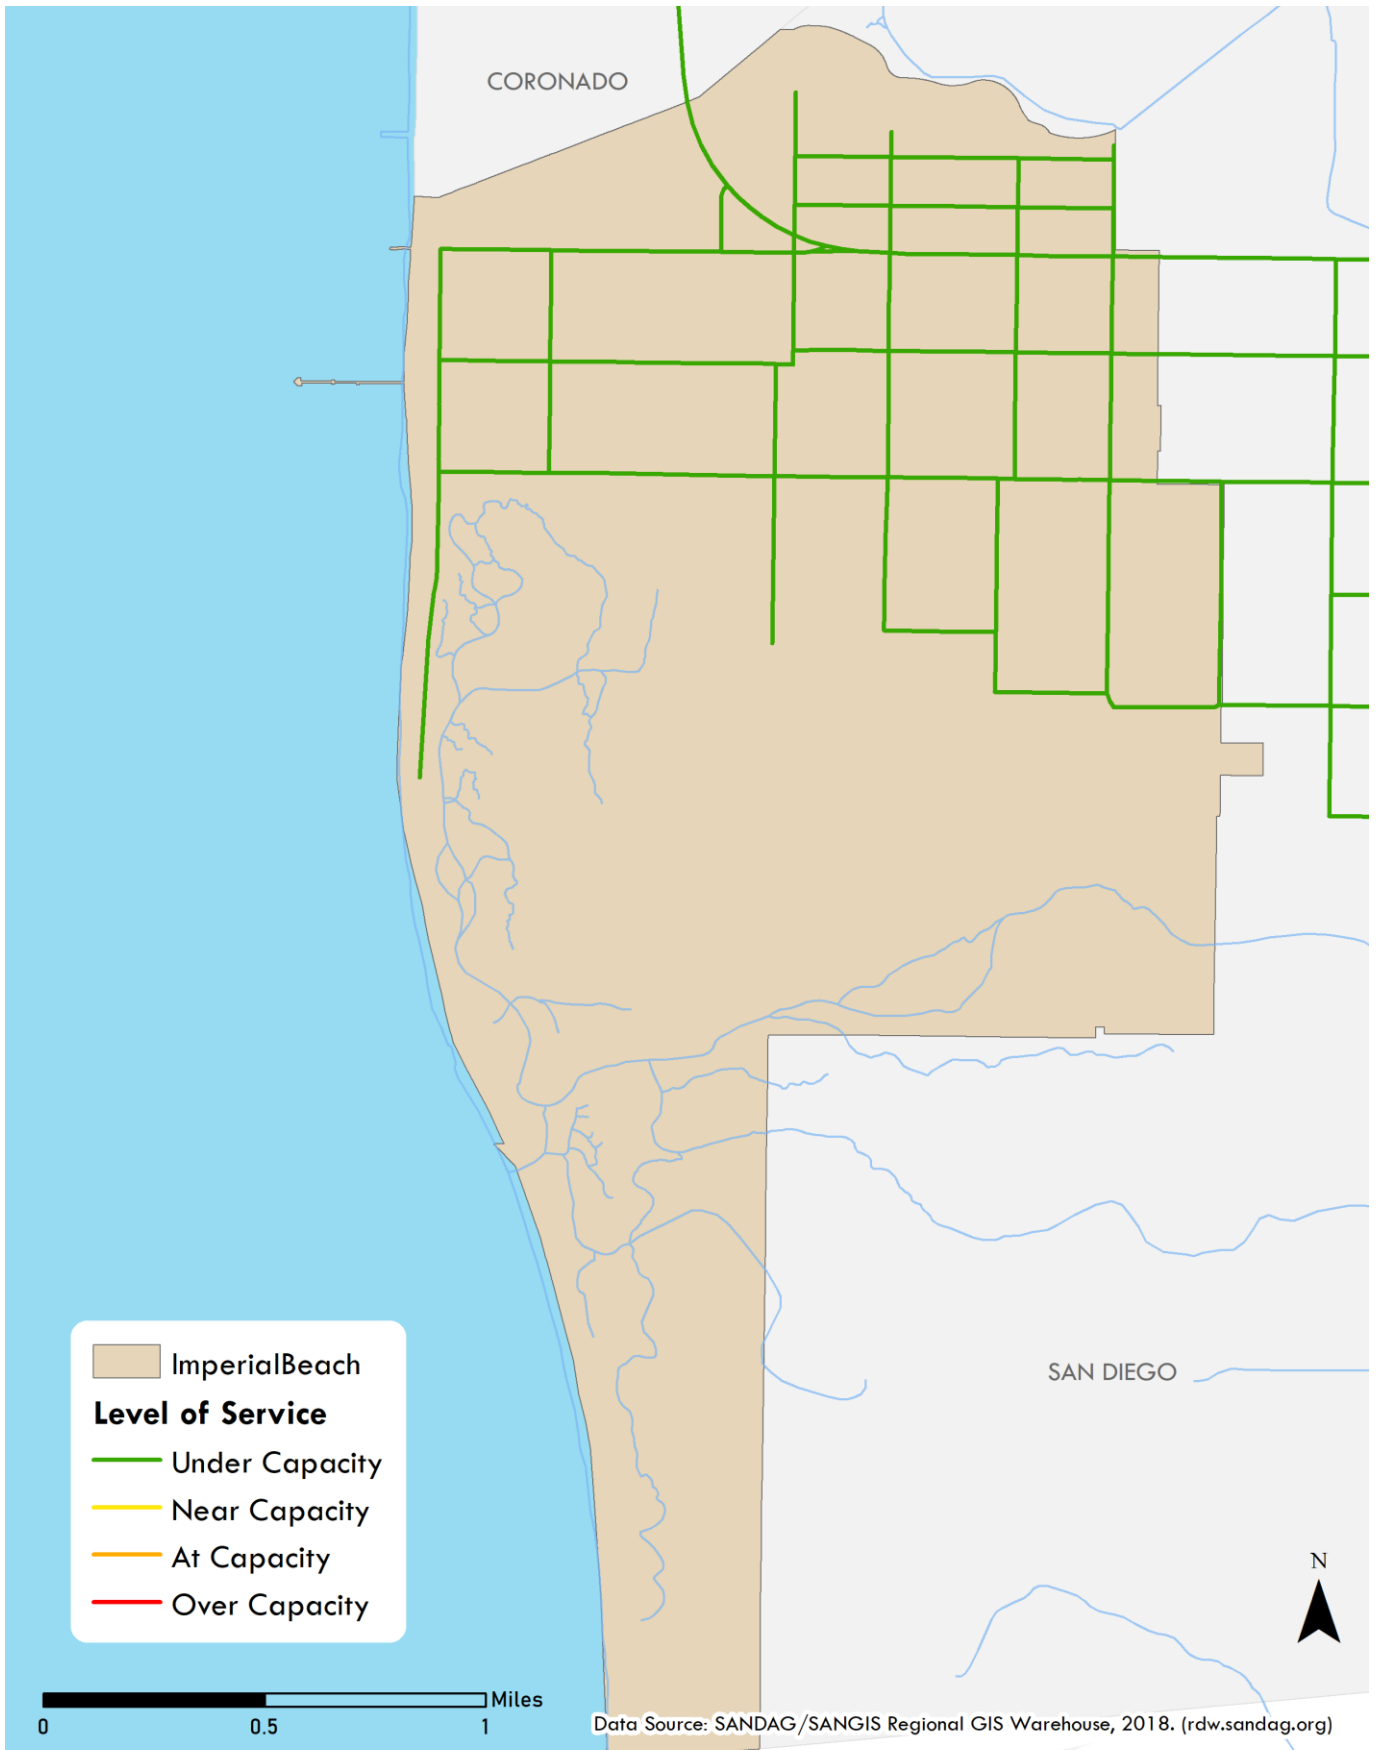 CORONADO
SAN DIEGO
ImperialBeach
Level of Service
Under Capacity
Near Capacity
At Capacity
Over Capacity
N
Miles
0 0.5 1
Data Source: SANDAG/SANGIS Regional GIS Warehouse, 2018. (rdw.sandag.org)